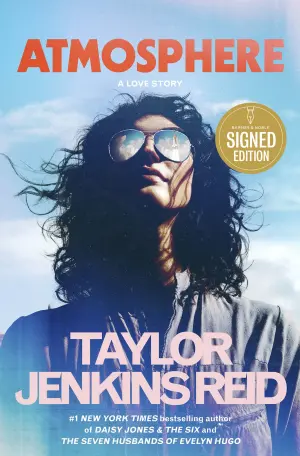 ATMOSPHERE
A LOVE STORY
BARNES & NOBLE
SIGNED
EDITION
TAYLOR
JENKINS REID
#1 NEW YORK TIMES bestselling author
of DAISY JONES & THE SIX and
THE SEVEN HUSBANDS OF EVELYN HUGO